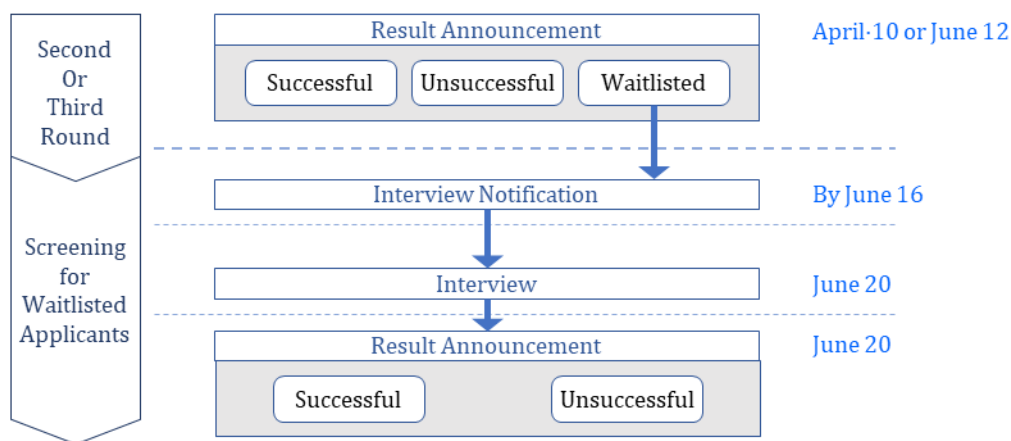 Second
Or
Third
Round
Result Announcement
April·10 or June 12
Successful
Unsuccessful
Waitlisted
Screening
for
Waitlisted
Applicants
Interview Notification
By June 16
Interview
June 20
Result Announcement
June 20
Successful
Unsuccessful